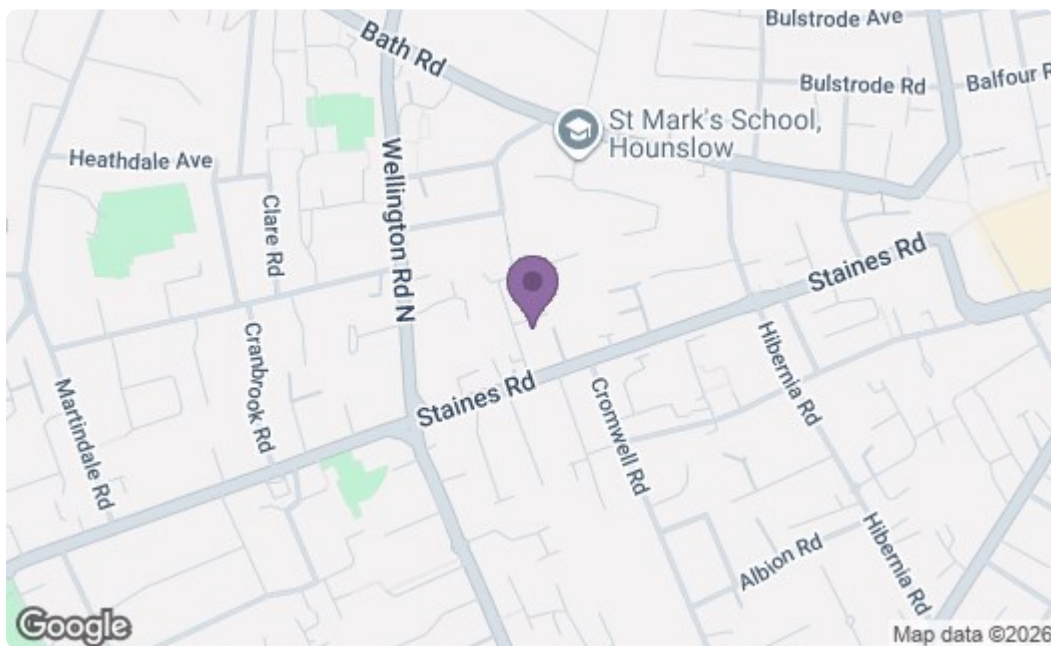 Bulstrode Ave
Bath Rd
Bulstrode Rd
Balfour R
St Mark's School,
Hounslow
Heathdale Ave
Wellington Rd N
Clare Rd
Staines Rd
Cranbrook Rd
Hibernia Rd
Staines Rd
Martindale Rd
Cromwell Rd
Hibernia Rd
Albion Rd
Google
Map data ©2026